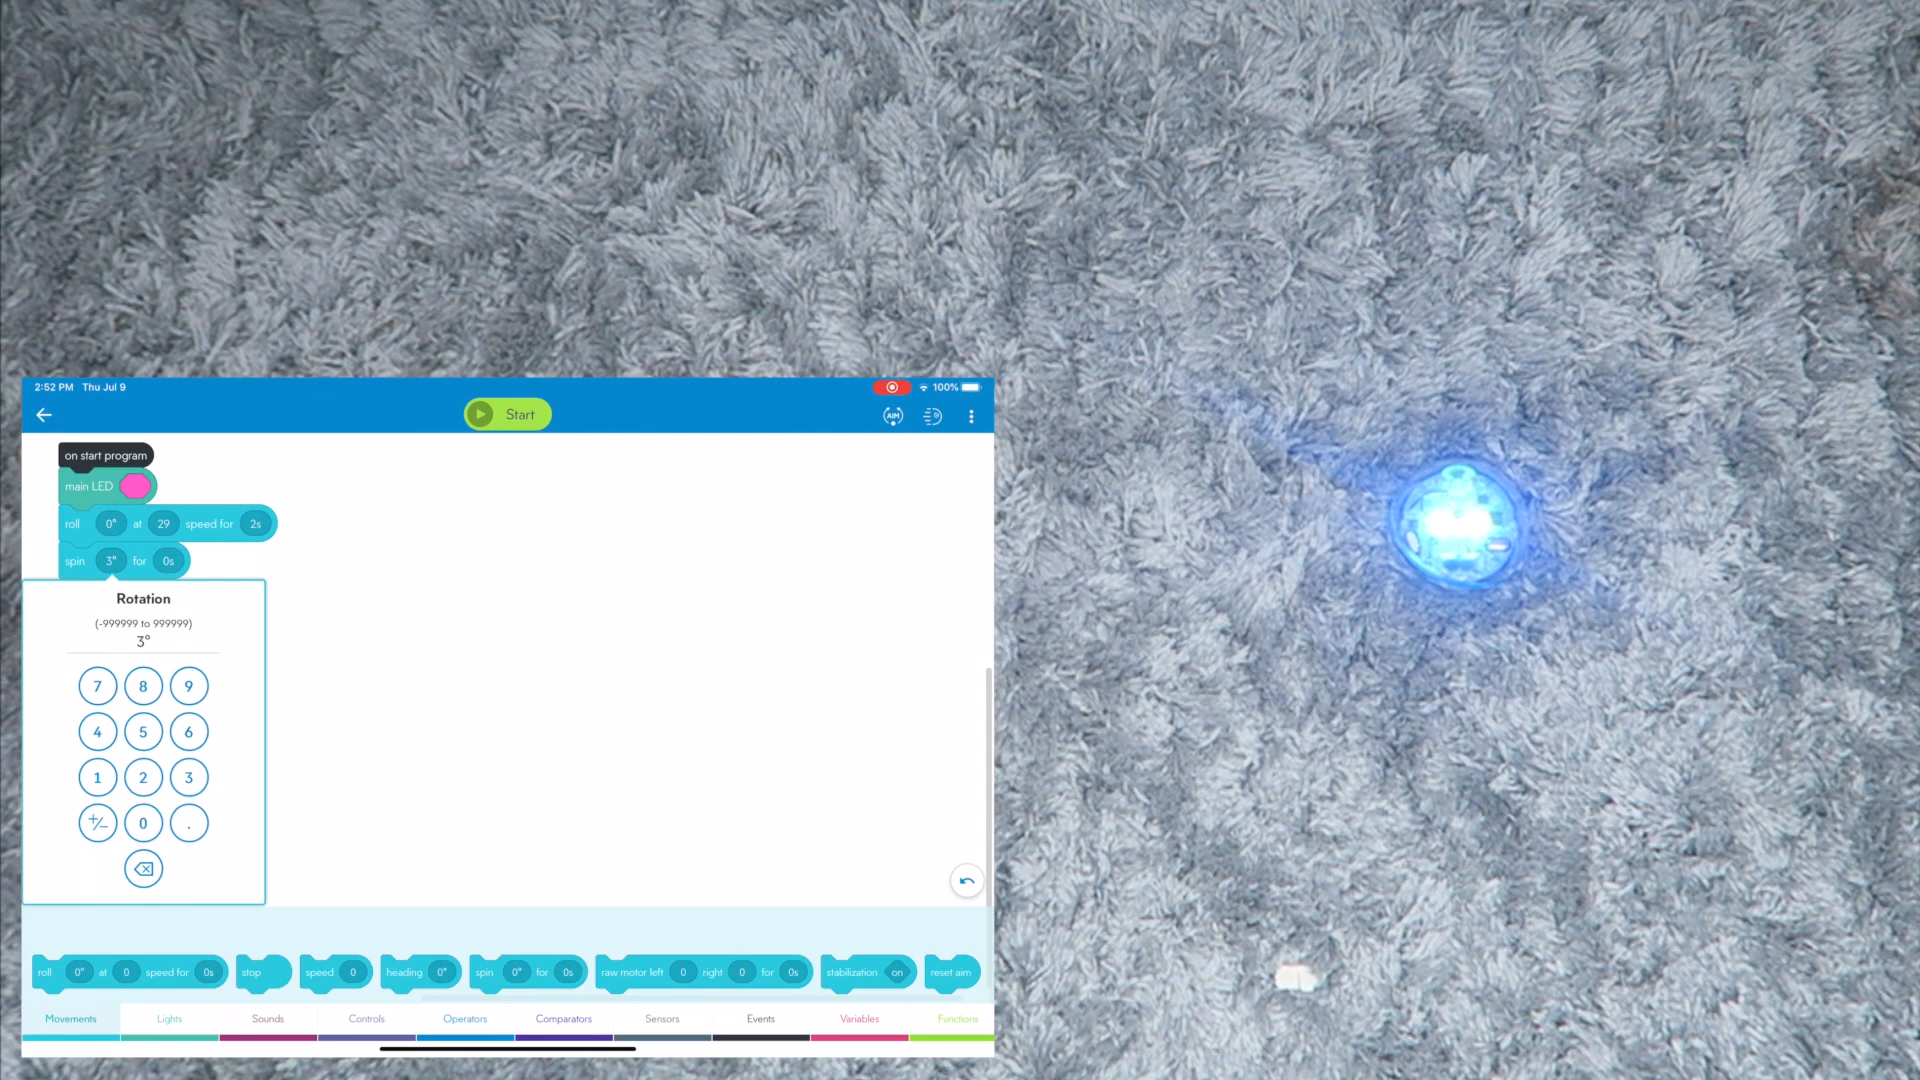 2:52 PM Thu Jul 9
100%
Start
AIM
on start program
main LED
roll 0° at 29 speed for 2s
spin 3° for 0s
Rotation
(-999999 to 999999)
3°
7 8 9
4 5 6
1 2 3
+/- 0 .
roll 0° at 0 speed for 0s stop speed 0 heading 0° spin 0° for 0s raw motor left 0 right 0 for 0s stabilization on reset aim
Movements Lights Sounds Controls Operators Comparators Sensors Events Variables Functions